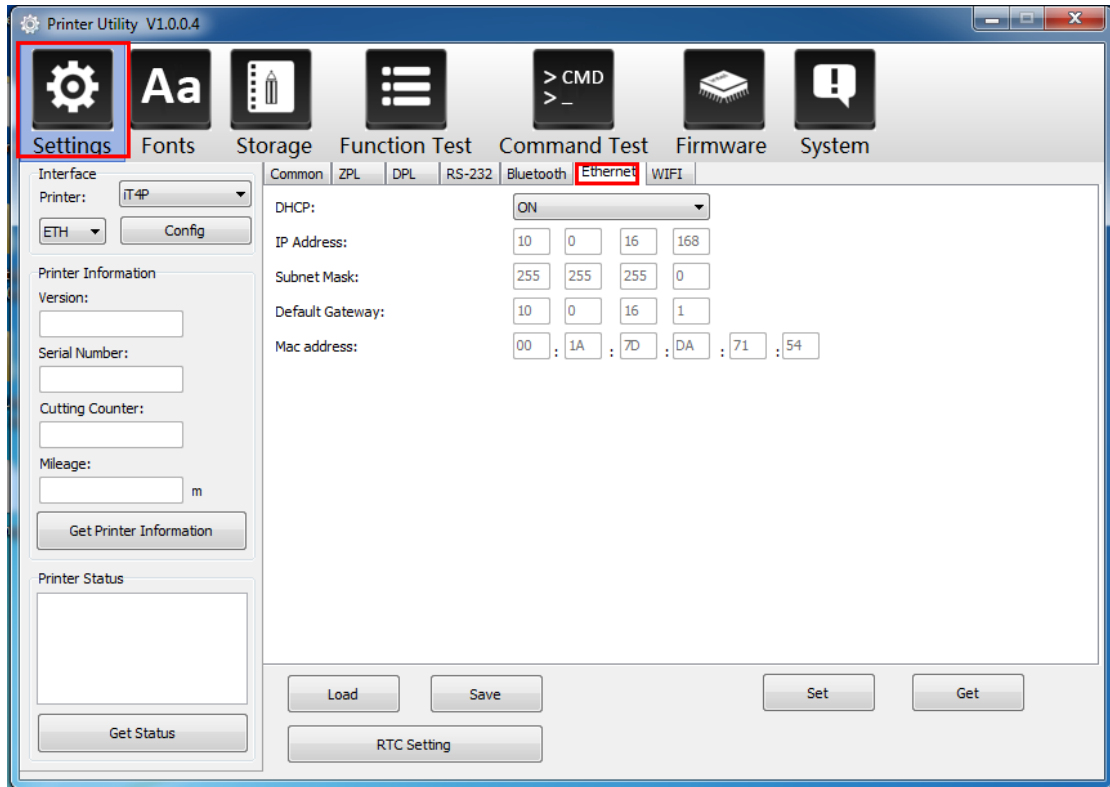 Printer Utility V1.0.0.4
Aa
> CMD
> _
Settings Fonts Storage Function Test Command Test Firmware System
Interface
Printer: iT4P
ETH Config
Printer Information
Version:
Serial Number:
Cutting Counter:
Mileage:
m
Get Printer Information
Printer Status
Get Status
Common ZPL DPL RS-232 Bluetooth Ethernet WIFI
DHCP: ON
IP Address: 10 0 16 168
Subnet Mask: 255 255 255 0
Default Gateway: 10 0 16 1
Mac address: 00 : 1A : 7D : DA : 71 : 54
Load Save Set Get
RTC Setting